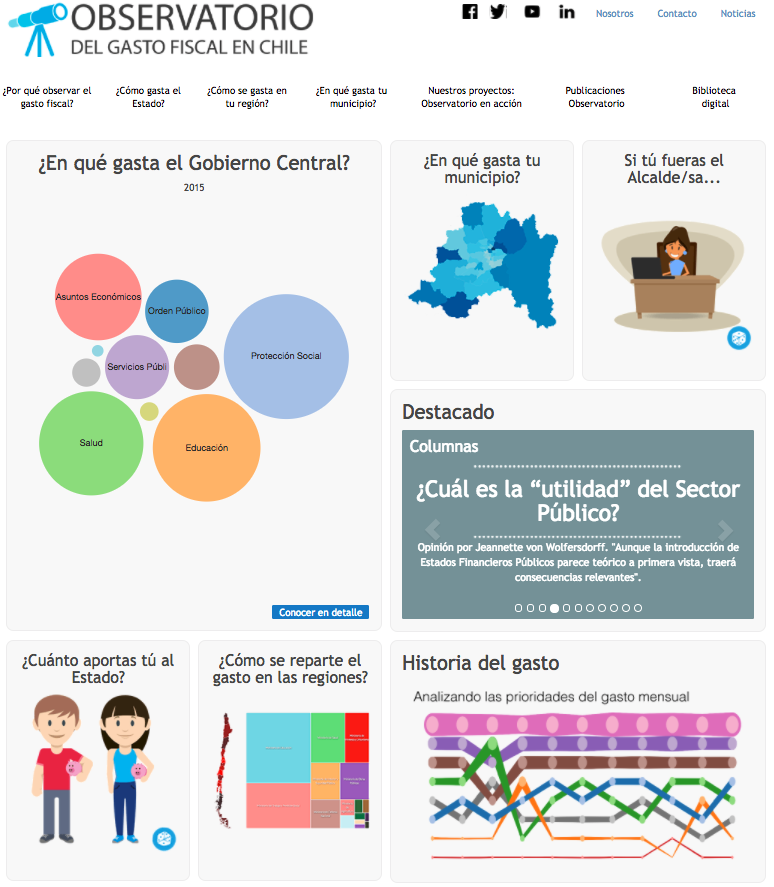 OBSERVATORIO
DEL GASTO FISCAL EN CHILE
Nosotros
Contacto
Noticias
¿Por qué observar el
gasto fiscal?
¿Cómo gasta el
Estado?
¿Cómo se gasta en
tu región?
¿En qué gasta tu
municipio?
Nuestros proyectos:
Observatorio en acción
Publicaciones
Observatorio
Biblioteca
digital
¿En qué gasta el Gobierno Central?
2015
Asuntos Económicos
Orden Público
Protección Social
Servicios Públi
Salud
Educación
Conocer en detalle
¿En qué gasta tu
municipio?
Si tú fueras el
Alcalde/sa...
Destacado
Columnas
¿Cuál es la “utilidad” del Sector
Público?
Opinión por Jeannette von Wolfersdorff. "Aunque la introducción de
Estados Financieros Públicos parece teórico a primera vista, traerá
consecuencias relevantes".
¿Cuánto aportas tú al
Estado?
¿Cómo se reparte el
gasto en las regiones?
Historia del gasto
Analizando las prioridades del gasto mensual